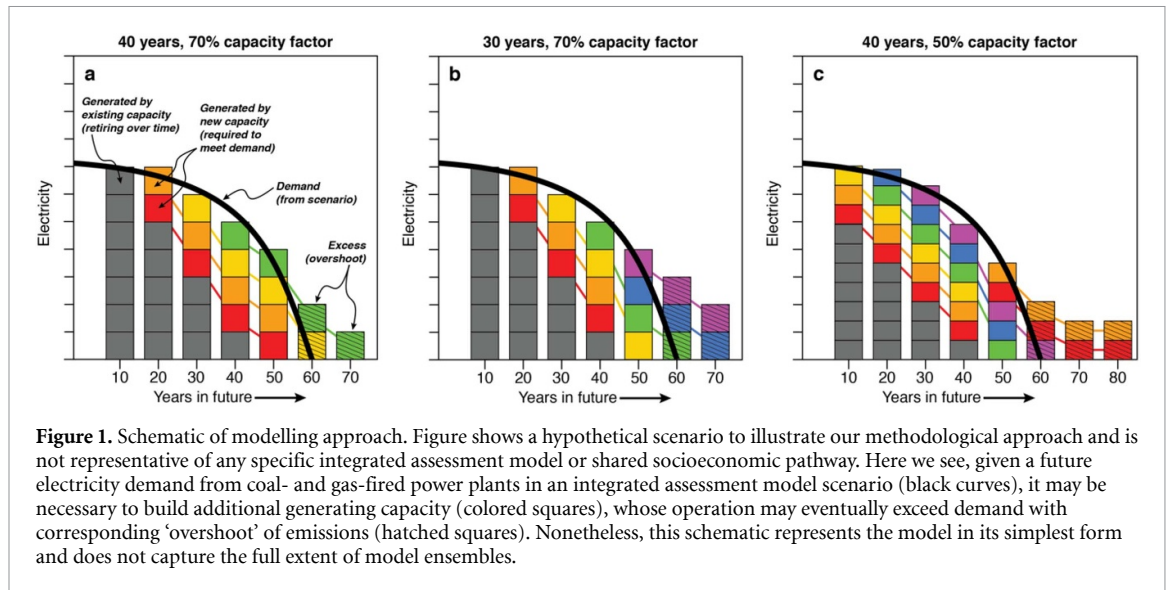 40 years, 70% capacity factor
a
Generated by
existing capacity
(retiring over time)
Generated by
new capacity
(required to
meet demand)
Demand
(from scenario)
Excess
(overshoot)
Electricity
10 20 30 40 50 60 70
Years in future
30 years, 70% capacity factor
b
Electricity
10 20 30 40 50 60 70
Years in future
40 years, 50% capacity factor
c
Electricity
10 20 30 40 50 60 70 80
Years in future
Figure 1. Schematic of modelling approach. Figure shows a hypothetical scenario to illustrate our methodological approach and is
not representative of any specific integrated assessment model or shared socioeconomic pathway. Here we see, given a future
electricity demand from coal- and gas-fired power plants in an integrated assessment model scenario (black curves), it may be
necessary to build additional generating capacity (colored squares), whose operation may eventually exceed demand with
corresponding ‘overshoot’ of emissions (hatched squares). Nonetheless, this schematic represents the model in its simplest form
and does not capture the full extent of model ensembles.